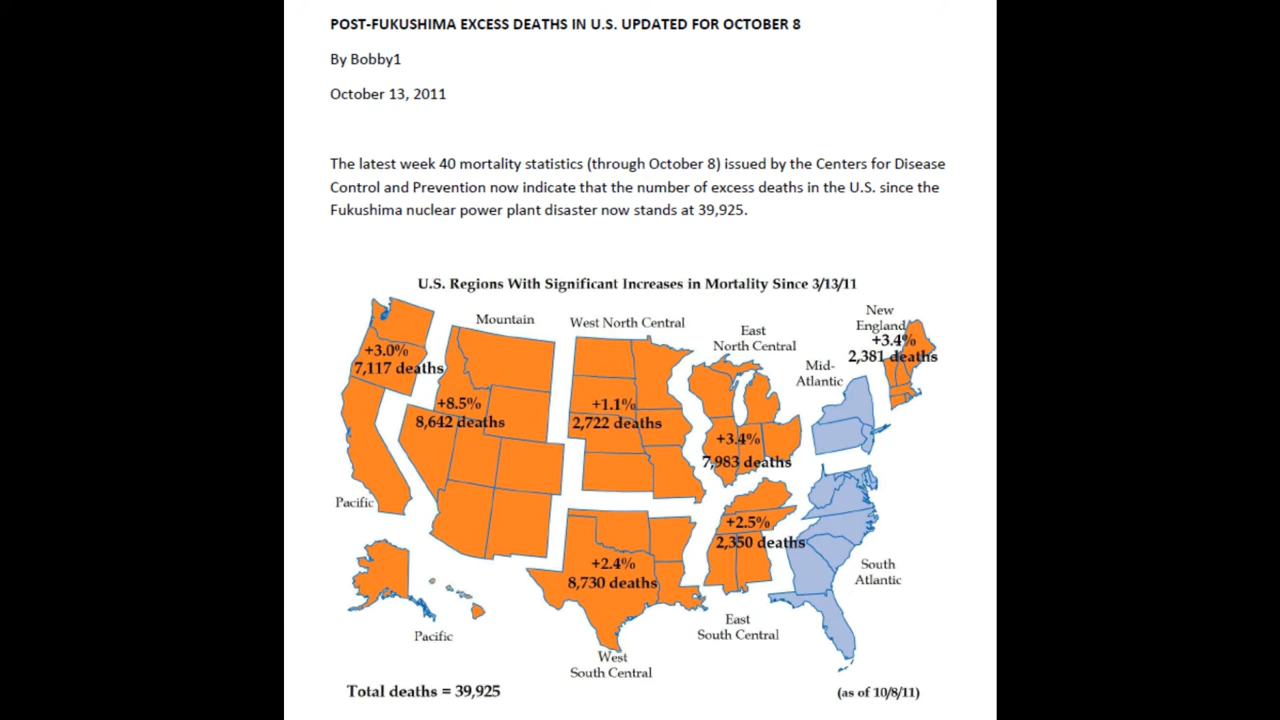 POST-FUKUSHIMA EXCESS DEATHS IN U.S. UPDATED FOR OCTOBER 8
By Bobby1
October 13, 2011
The latest week 40 mortality statistics (through October 8) issued by the Centers for Disease
Control and Prevention now indicate that the number of excess deaths in the U.S. since the
Fukushima nuclear power plant disaster now stands at 39,925.
U.S. Regions With Significant Increases in Mortality Since 3/13/11
Pacific
+3.0%
7,117 deaths
Mountain
+8.5%
8,642 deaths
West North Central
+1.1%
2,722 deaths
East
North Central
+3.4%
7,983 deaths
Mid-
Atlantic
New
England
+3.4%
2,381 deaths
+2.4%
8,730 deaths
West
South Central
+2.5%
2,350 deaths
East
South Central
South
Atlantic
Pacific
Total deaths = 39,925
(as of 10/8/11)